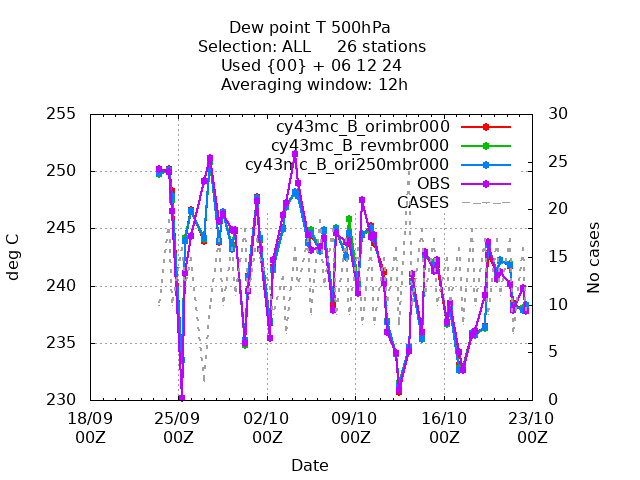 Dew point T 500hPa
Selection: ALL 26 stations
Used {00} + 06 12 24
Averaging window: 12h
255
250
245
240
235
230
30
25
20
15
10
5
0
cy43mc_B_orimbr000
cy43mc_B_revmbr000
cy43mc_B_ori250mbr000
OBS
CASES
deg C
No cases
18/09 25/09 02/10 09/10 16/10 23/10
00Z 00Z 00Z 00Z 00Z 00Z
Date